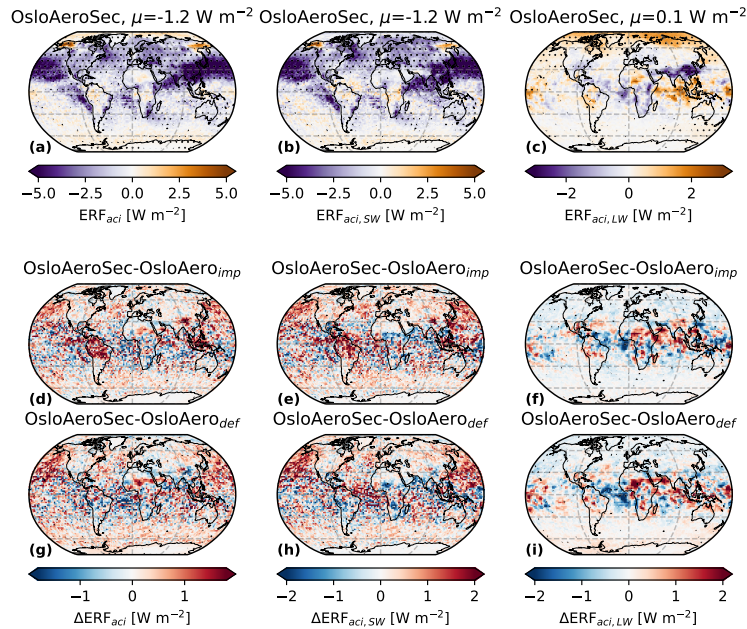 OsloAeroSec, μ=-1.2 W m⁻² OsloAeroSec, μ=-1.2 W m⁻² OsloAeroSec, μ=0.1 W m⁻²
(a) (b) (c)
−5.0 −2.5 0.0 2.5 5.0 −5.0 −2.5 0.0 2.5 5.0 −2 0 2
ERF_aci [W m⁻²] ERF_aci, SW [W m⁻²] ERF_aci, LW [W m⁻²]
OsloAeroSec-OsloAero_imp OsloAeroSec-OsloAero_imp OsloAeroSec-OsloAero_imp
(d) (e) (f)
OsloAeroSec-OsloAero_def OsloAeroSec-OsloAero_def OsloAeroSec-OsloAero_def
(g) (h) (i)
−1 0 1 −2 −1 0 1 2 −2 −1 0 1 2
ΔERF_aci [W m⁻²] ΔERF_aci, SW [W m⁻²] ΔERF_aci, LW [W m⁻²]